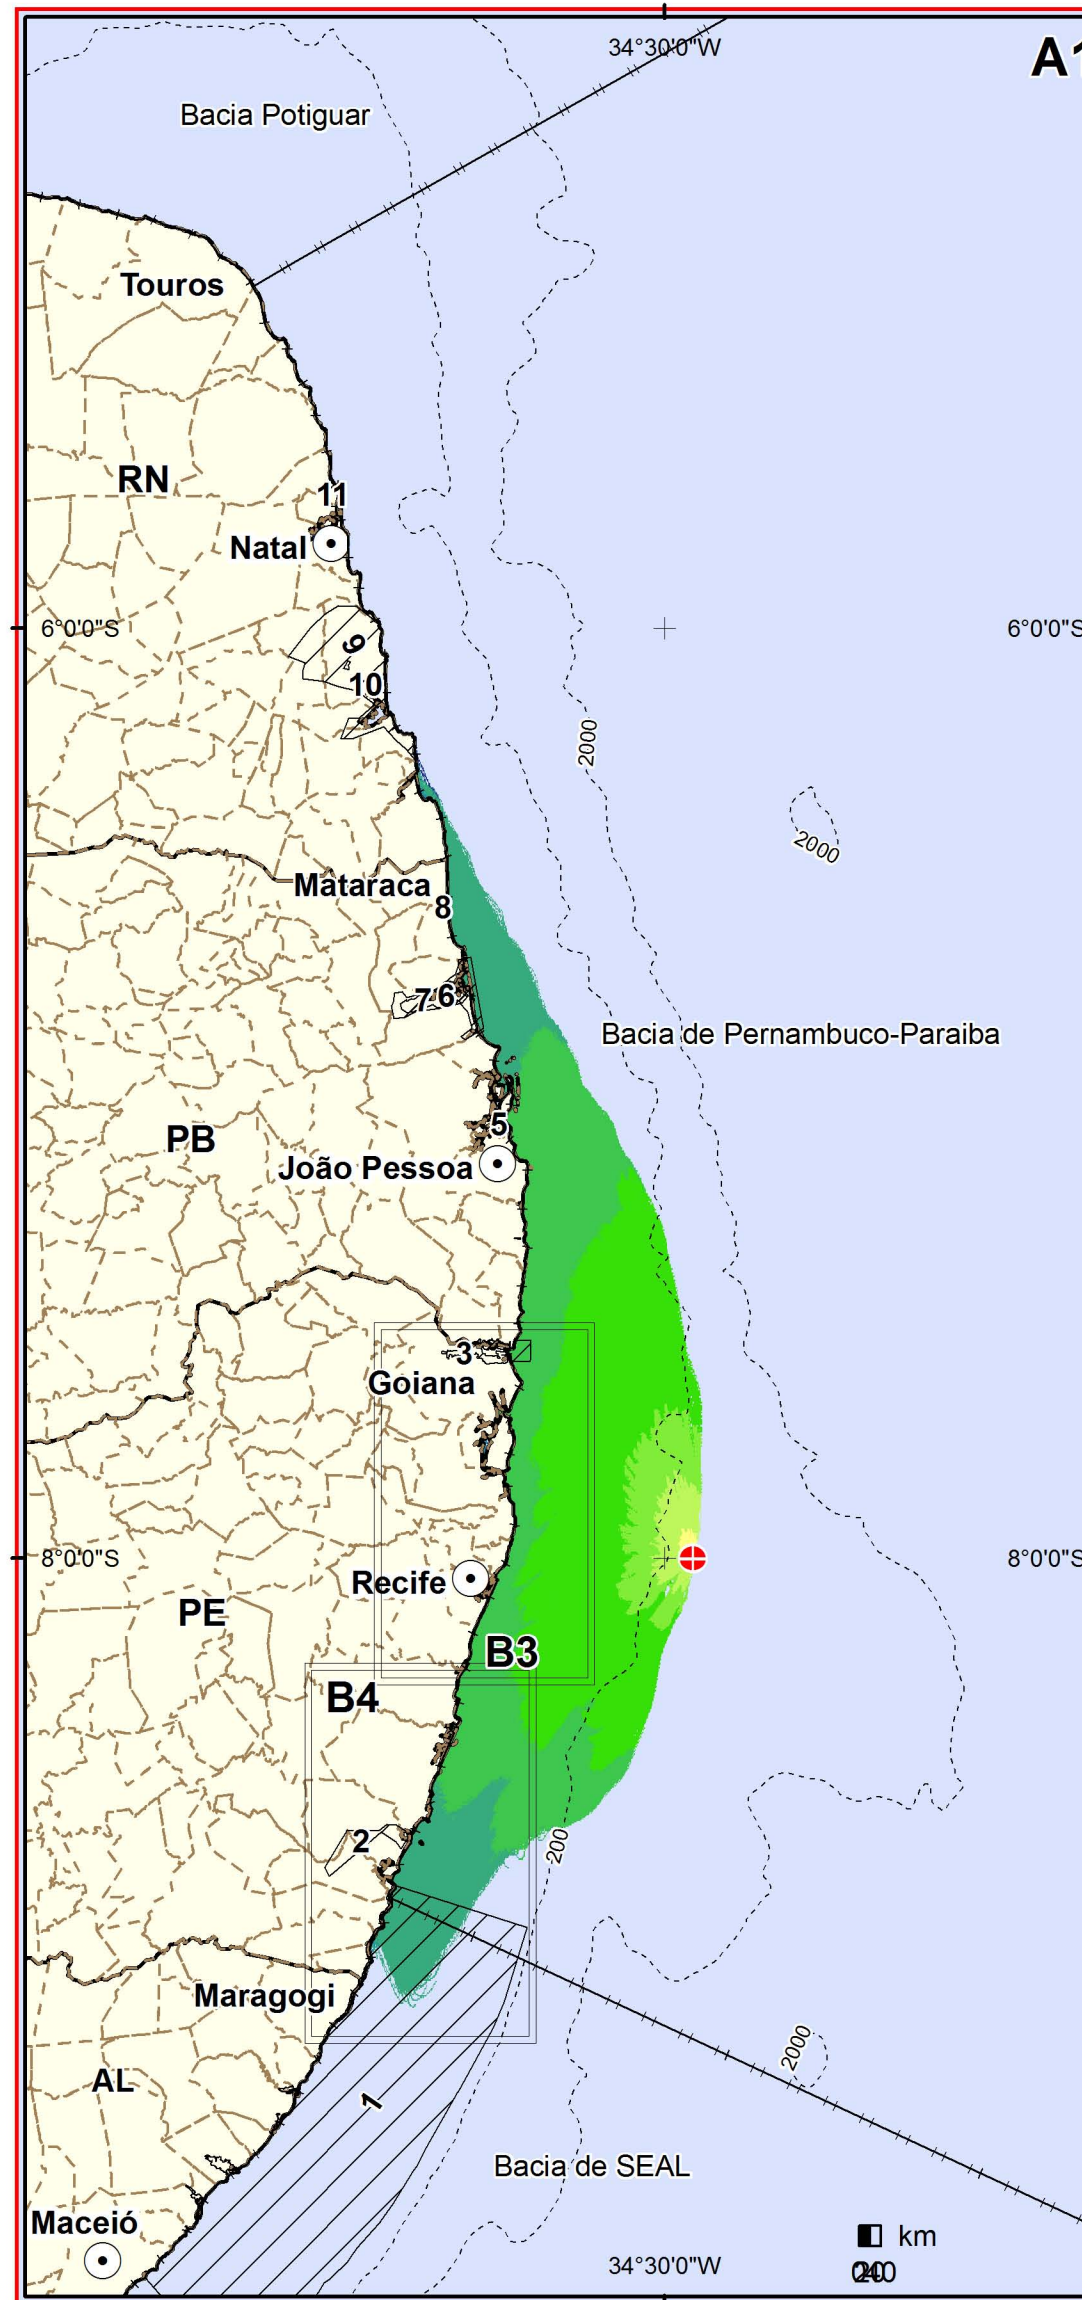 34°30'0"W
A1
Bacia Potiguar
Touros
RN
11
Natal
6°0'0"S
6°0'0"S
9
10
2000
2000
Mataraca
8
7
6
Bacia de Pernambuco-Paraiba
5
PB
João Pessoa
3
Goiana
8°0'0"S
8°0'0"S
Recife
PE
B3
B4
2
200
Maragogi
2000
AL
1
Bacia de SEAL
Maceió
km
34°30'0"W